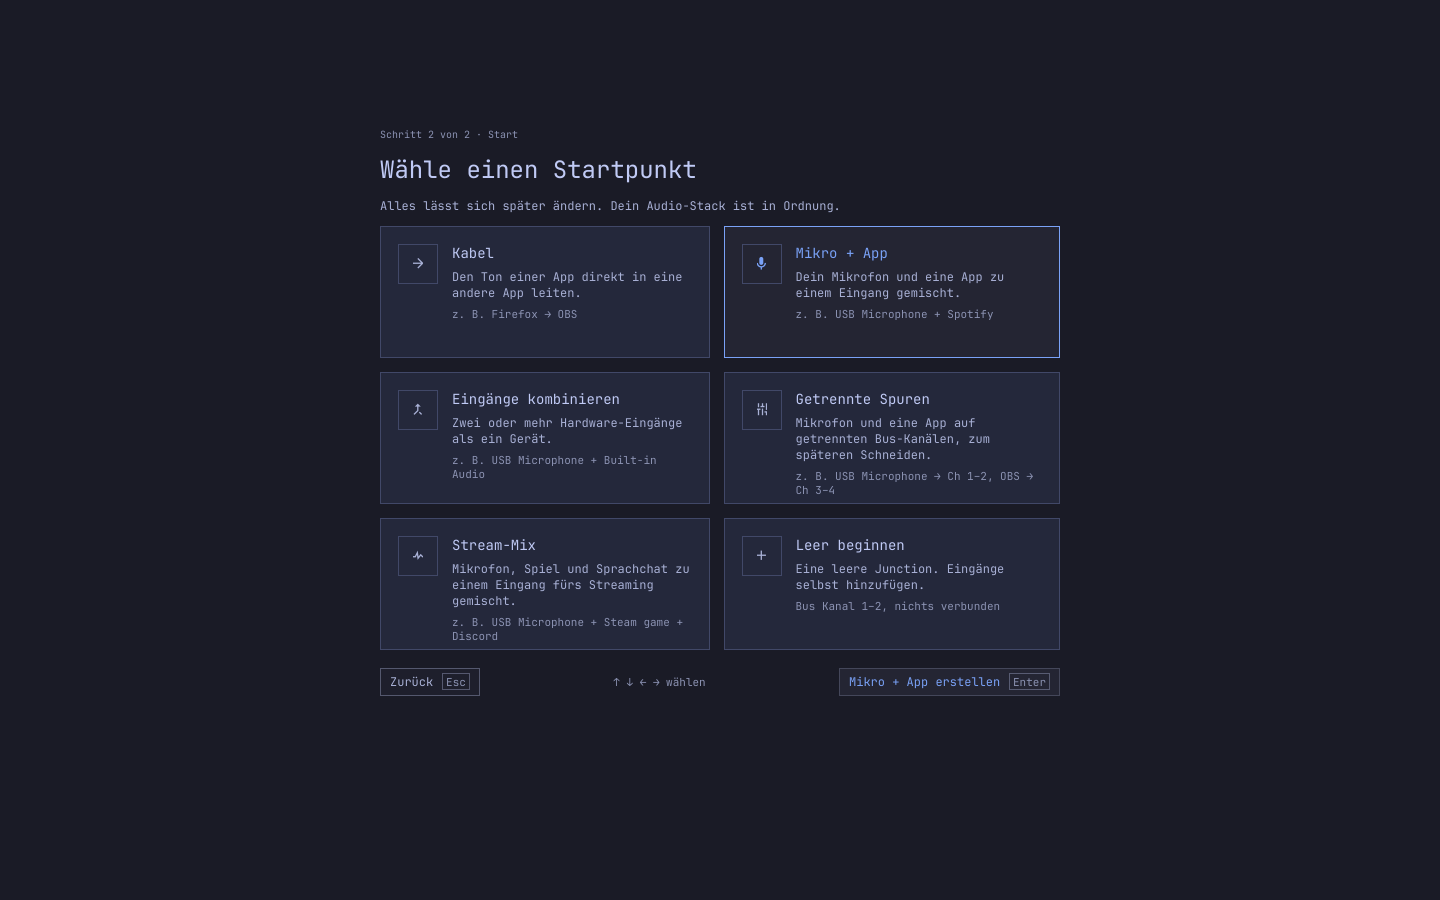 Schritt 2 von 2 · Start
Wähle einen Startpunkt
Alles lässt sich später ändern. Dein Audio-Stack ist in Ordnung.
Kabel
Den Ton einer App direkt in eine
andere App leiten.
z. B. Firefox → OBS
Mikro + App
Dein Mikrofon und eine App zu
einem Eingang gemischt.
z. B. USB Microphone + Spotify
Eingänge kombinieren
Zwei oder mehr Hardware-Eingänge
als ein Gerät.
z. B. USB Microphone + Built-in
Audio
Getrennte Spuren
Mikrofon und eine App auf
getrennten Bus-Kanälen, zum
späteren Schneiden.
z. B. USB Microphone → Ch 1–2, OBS →
Ch 3–4
Stream-Mix
Mikrofon, Spiel und Sprachchat zu
einem Eingang fürs Streaming
gemischt.
z. B. USB Microphone + Steam game +
Discord
Leer beginnen
Eine leere Junction. Eingänge
selbst hinzufügen.
Bus Kanal 1–2, nichts verbunden
Zurück Esc
↑ ↓ ← → wählen
Mikro + App erstellen Enter